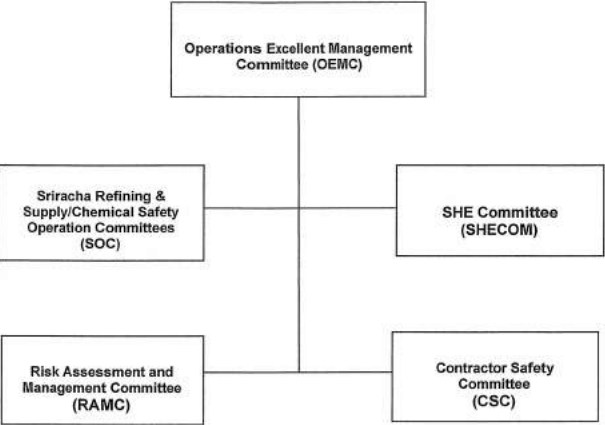 Operations Excellent Management
Committee (OEMC)
Sriracha Refining &
Supply/Chemical Safety
Operation Committees
(SOC)
SHE Committee
(SHECOM)
Risk Assessment and
Management Committee
(RAMC)
Contractor Safety
Committee
(CSC)